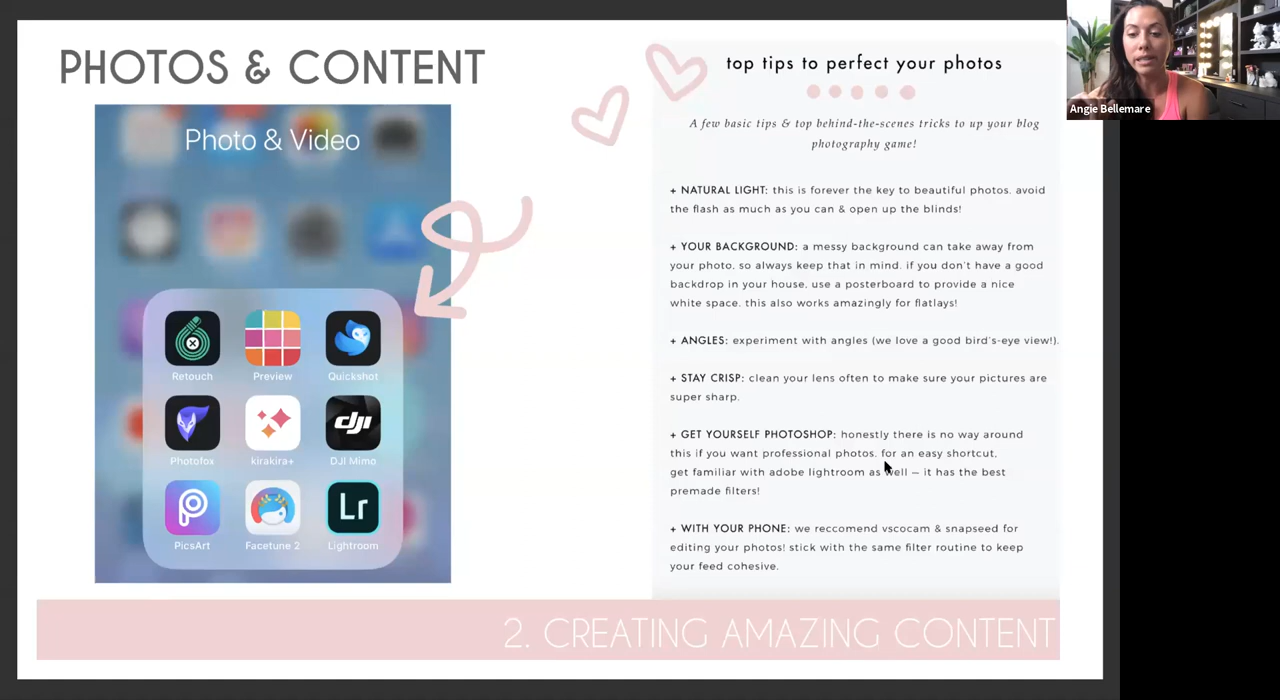 PHOTOS & CONTENT
Photo & Video
Retouch
Preview
Quickshot
Photofox
kirakira+
dji
DJI Mimo
PicsArt
Facetune 2
Lr
Lightroom
top tips to perfect your photos
A few basic tips & top behind-the-scenes tricks to up your blog
photography game!
+ NATURAL LIGHT: this is forever the key to beautiful photos. avoid
the flash as much as you can & open up the blinds!
+ YOUR BACKGROUND: a messy background can take away from
your photo, so always keep that in mind. if you don't have a good
backdrop in your house, use a posterboard to provide a nice
white space. this also works amazingly for flatlays!
+ ANGLES: experiment with angles (we love a good bird's-eye view!).
+ STAY CRISP: clean your lens often to make sure your pictures are
super sharp.
+ GET YOURSELF PHOTOSHOP: honestly there is no way around
this if you want professional photos. for an easy shortcut,
get familiar with adobe lightroom as well – it has the best
premade filters!
+ WITH YOUR PHONE: we reccomend vscocam & snapseed for
editing your photos! stick with the same filter routine to keep
your feed cohesive.
2. CREATING AMAZING CONTENT
Angie Bellemare